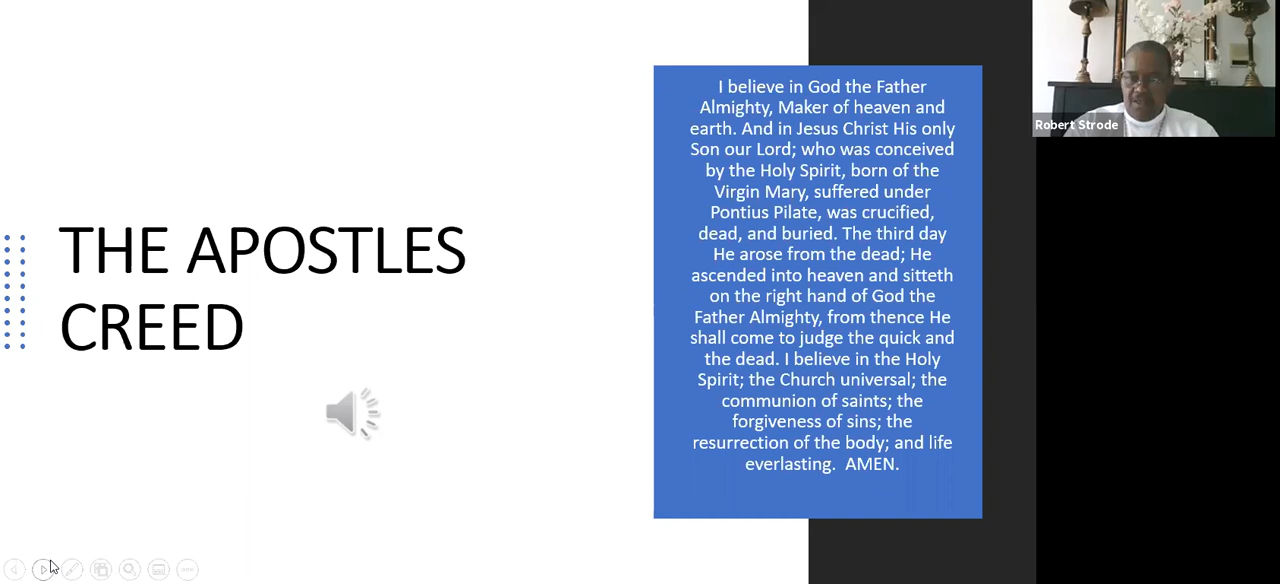 THE APOSTLES
CREED
I believe in God the Father
Almighty, Maker of heaven and
earth. And in Jesus Christ His only
Son our Lord; who was conceived
by the Holy Spirit, born of the
Virgin Mary, suffered under
Pontius Pilate, was crucified,
dead, and buried. The third day
He arose from the dead; He
ascended into heaven and sitteth
on the right hand of God the
Father Almighty, from thence He
shall come to judge the quick and
the dead. I believe in the Holy
Spirit; the Church universal; the
communion of saints; the
forgiveness of sins; the
resurrection of the body; and life
everlasting.  AMEN.
Robert Strode